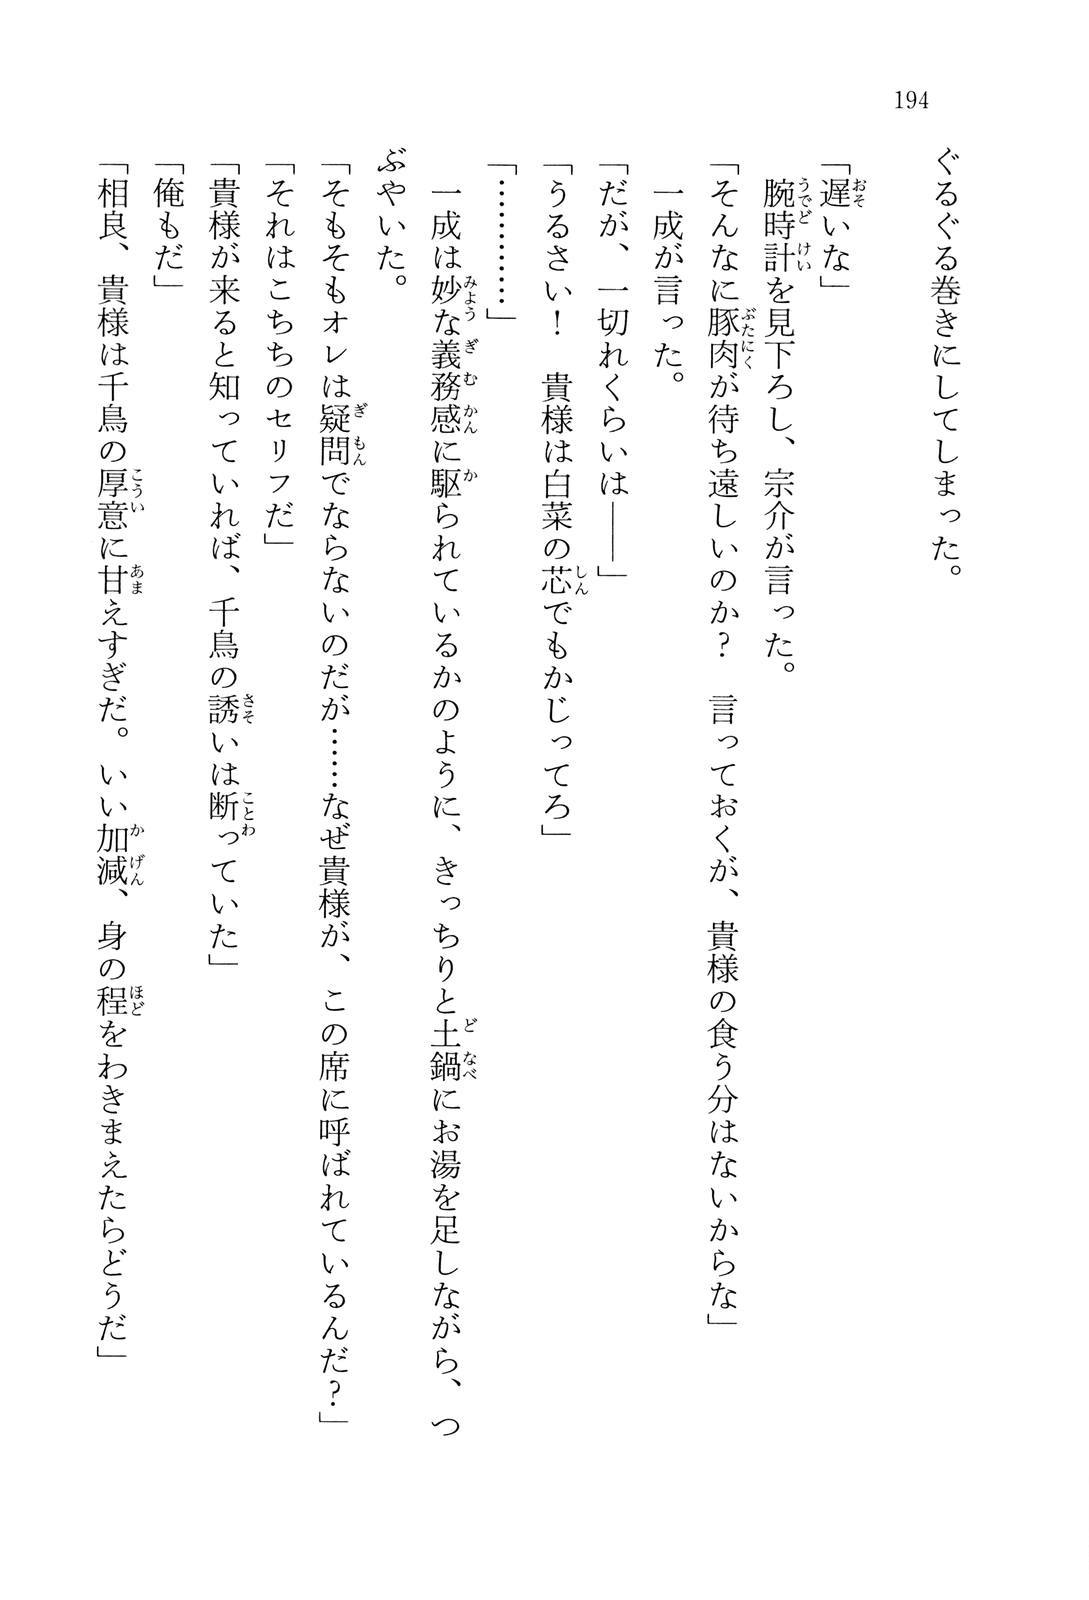 194
ぐるぐる巻きにしてしまった。
「遅いな」
腕時計を見下ろし、宗介が言った。
「そんなに豚肉が待ち遠しいのか？　言っておくが、貴様の食う分はないからな」
一成が言った。
「だが、一切れくらいは――」
「うるさい！　貴様は白菜の芯でもかじってろ」
「…………」
一成は妙な義務感に駆られているかのように、きっちりと土鍋にお湯を足しながら、つ
ぶやいた。
「そもそもオレは疑問でならないのだが……なぜ貴様が、この席に呼ばれているんだ？」
「それはこちらのセリフだ」
「貴様が来ると知っていれば、千鳥の誘いは断っていた」
「俺もだ」
「相良、貴様は千鳥の厚意に甘えすぎだ。いい加減、身の程をわきまえたらどうだ」